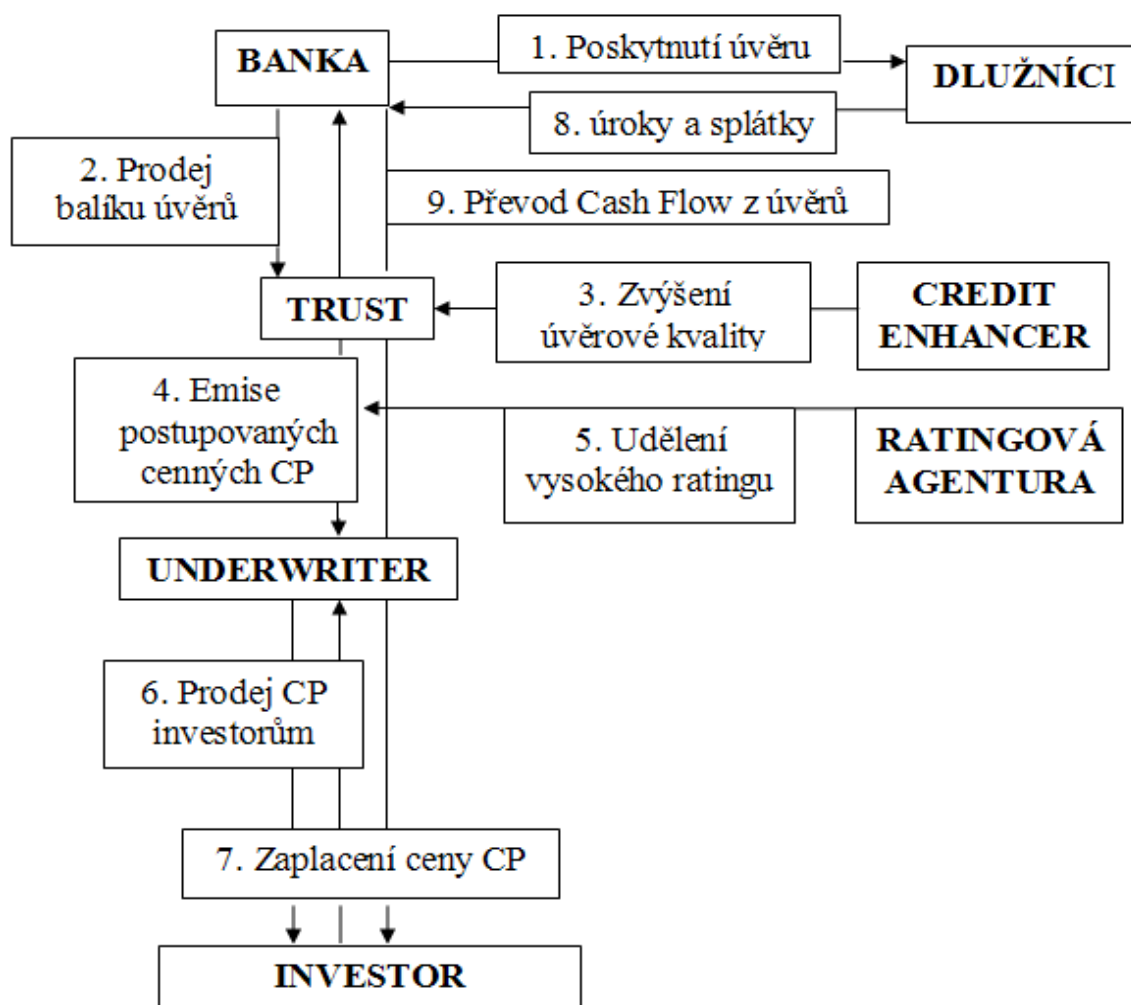 BANKA
1. Poskytnutí úvěru
DLUŽNÍCI
8. úroky a splátky
2. Prodej
balíku úvěrů
9. Převod Cash Flow z úvěrů
TRUST
3. Zvýšení
úvěrové kvality
CREDIT
ENHANCER
4. Emise
postupovaných
cenných CP
5. Udělení
vysokého ratingu
RATINGOVÁ
AGENTURA
UNDERWRITER
6. Prodej CP
investorům
7. Zaplacení ceny CP
INVESTOR